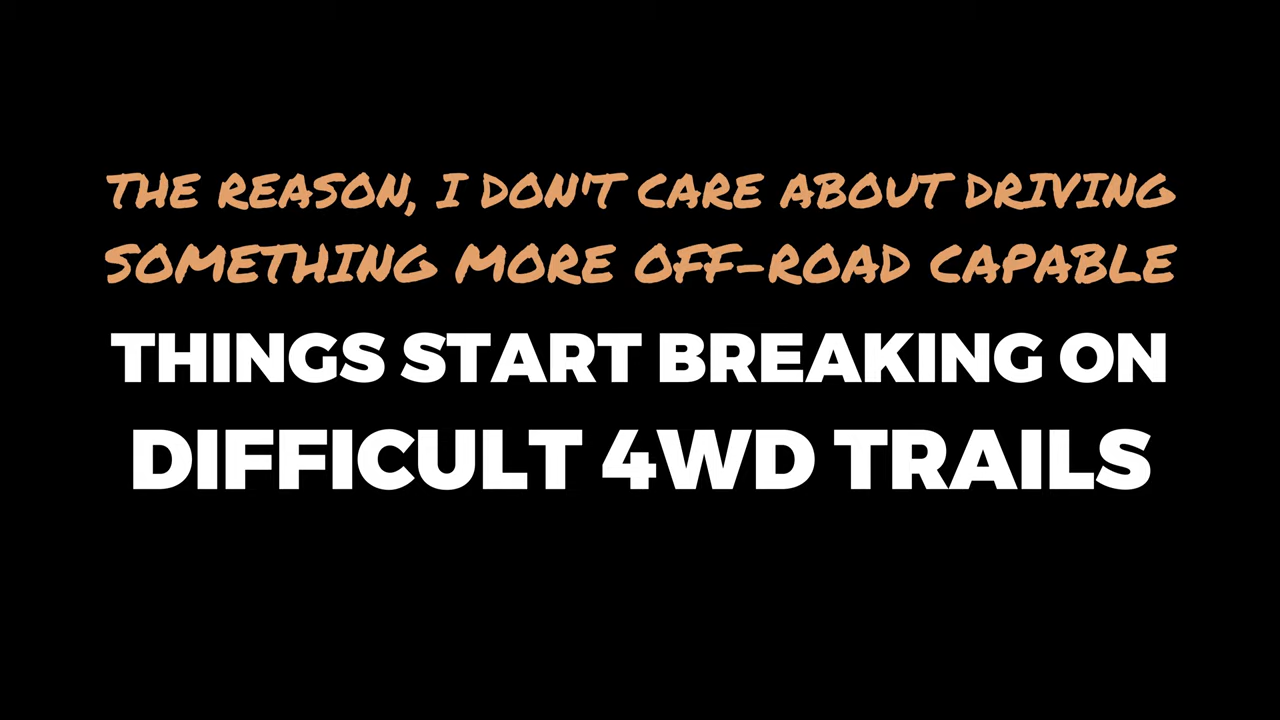 THE REASON, I DON'T CARE ABOUT DRIVING
SOMETHING MORE OFF-ROAD CAPABLE
THINGS START BREAKING ON
DIFFICULT 4WD TRAILS